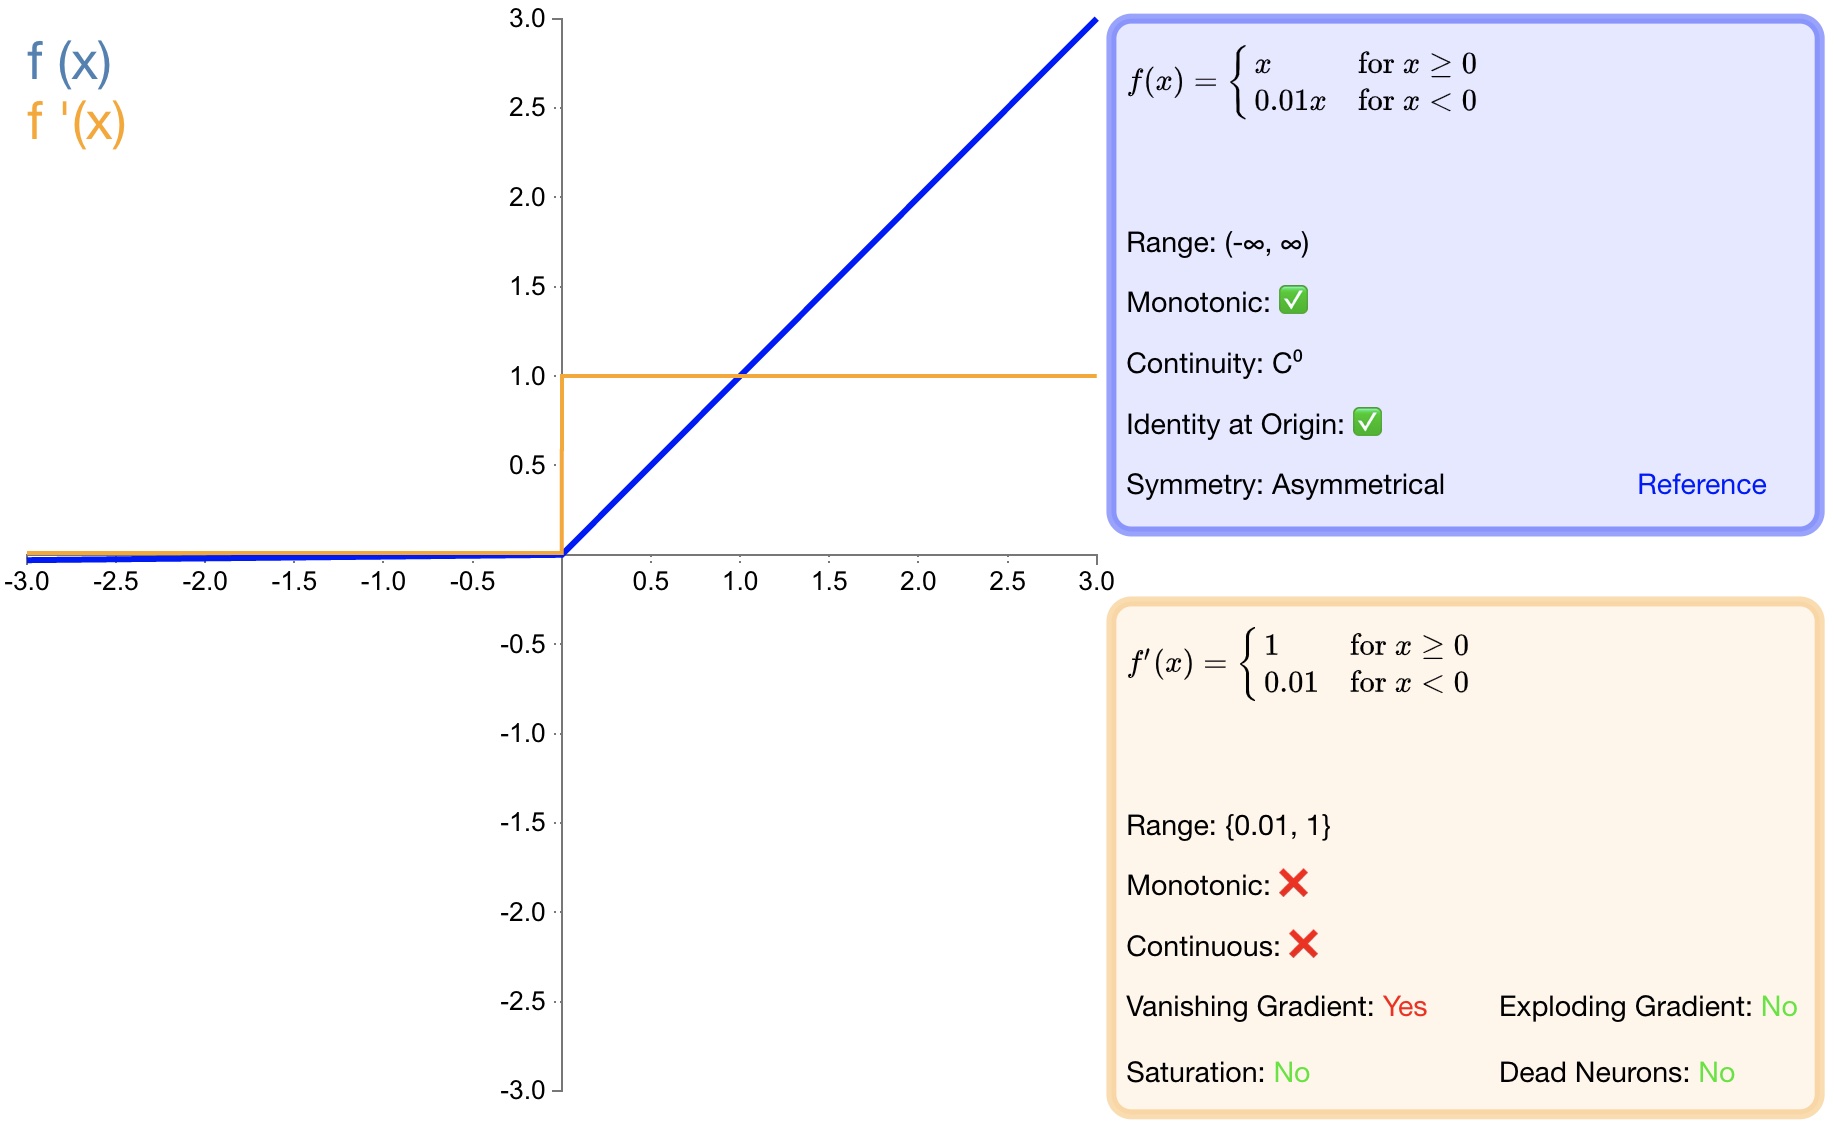 f (x)
f '(x)
3.0
2.5
2.0
1.5
1.0
0.5
-3.0 -2.5 -2.0 -1.5 -1.0 -0.5 0.5 1.0 1.5 2.0 2.5 3.0
-0.5
-1.0
-1.5
-2.0
-2.5
-3.0
f(x) = { x for x ≥ 0
0.01x for x < 0
Range: (-∞, ∞)
Monotonic: ✅
Continuity: C⁰
Identity at Origin: ✅
Symmetry: Asymmetrical Reference
f′(x) = { 1 for x ≥ 0
0.01 for x < 0
Range: {0.01, 1}
Monotonic: ❌
Continuous: ❌
Vanishing Gradient: Yes Exploding Gradient: No
Saturation: No Dead Neurons: No